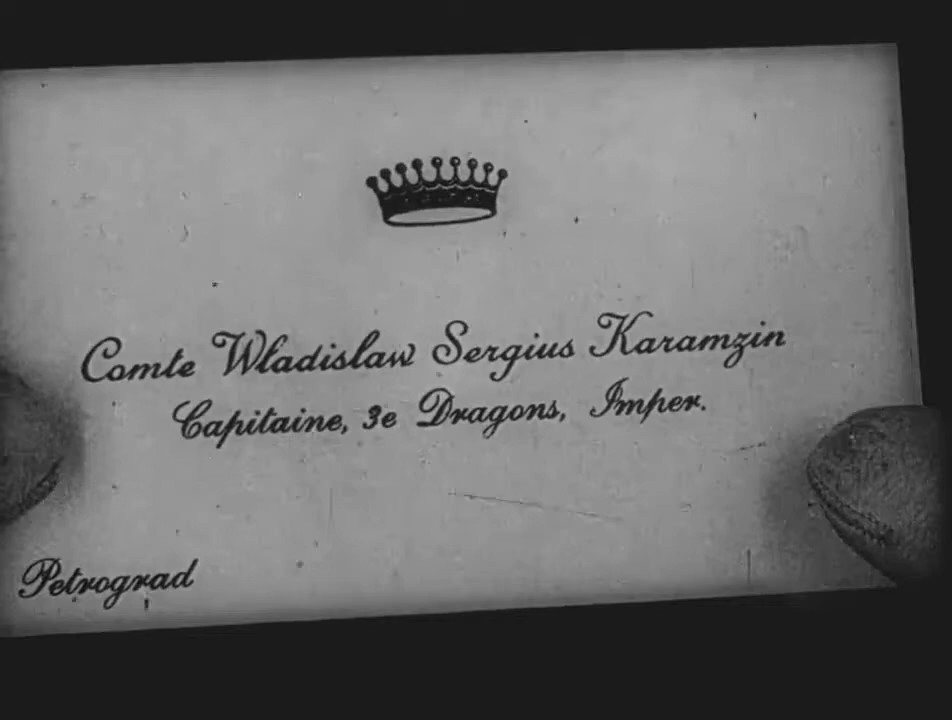 Comte Wladislaw Sergius Karamzin
Capitaine, 3e Dragons, Imper.
Petrograd